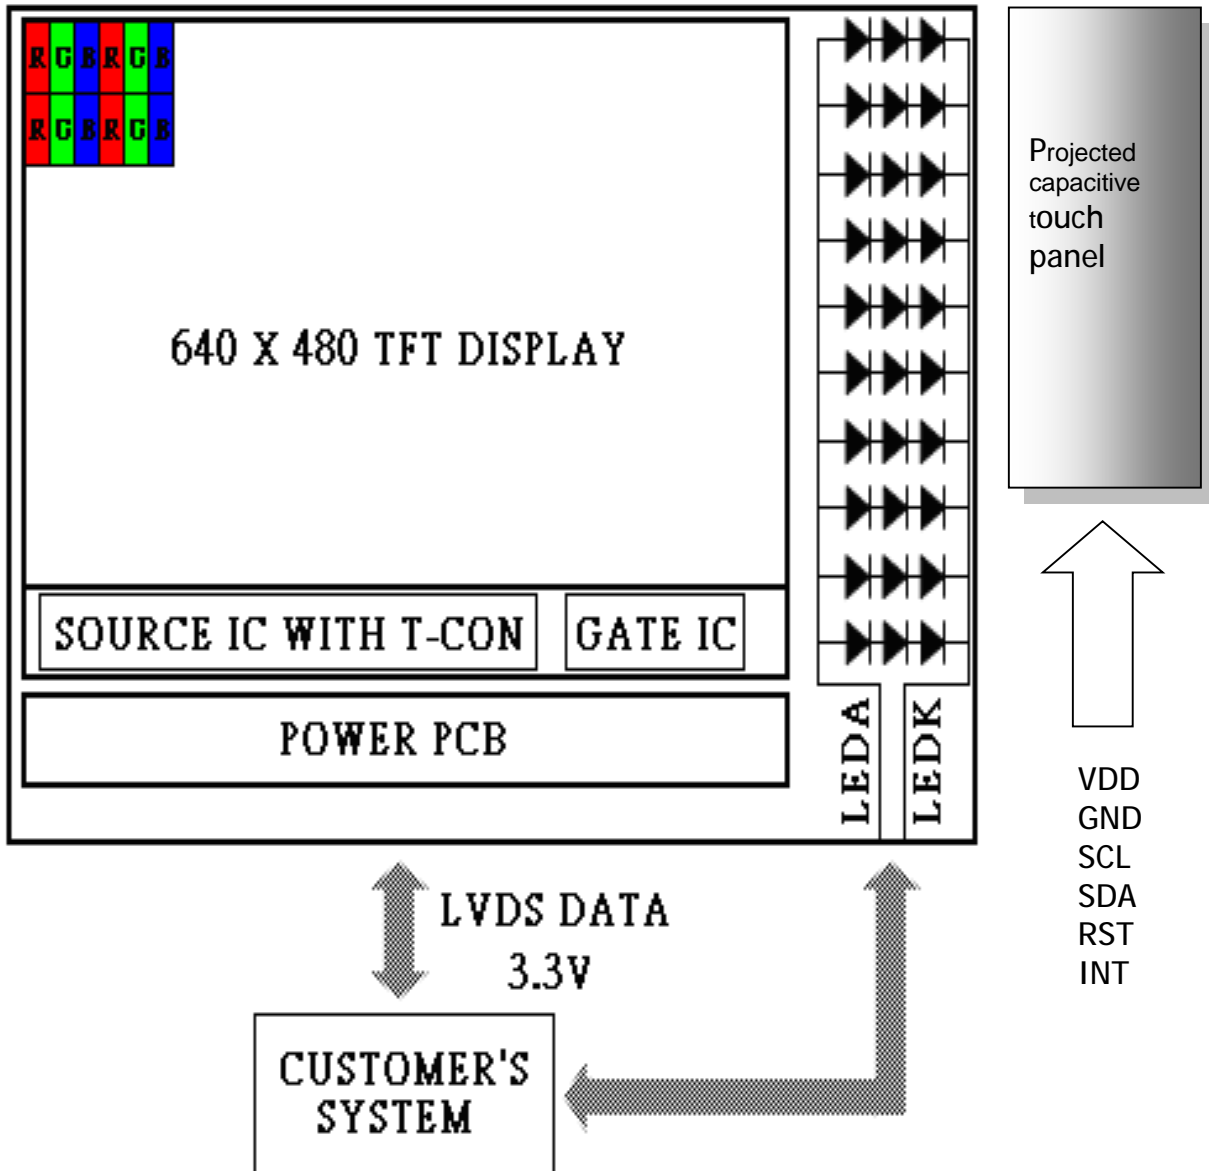 R G B R G B
R G B R G B
640 X 480 TFT DISPLAY
SOURCE IC WITH T-CON
GATE IC
POWER PCB
LEDA
LEDK
Projected
capacitive
touch
panel
VDD
GND
SCL
SDA
RST
INT
LVDS DATA
3.3V
CUSTOMER'S
SYSTEM